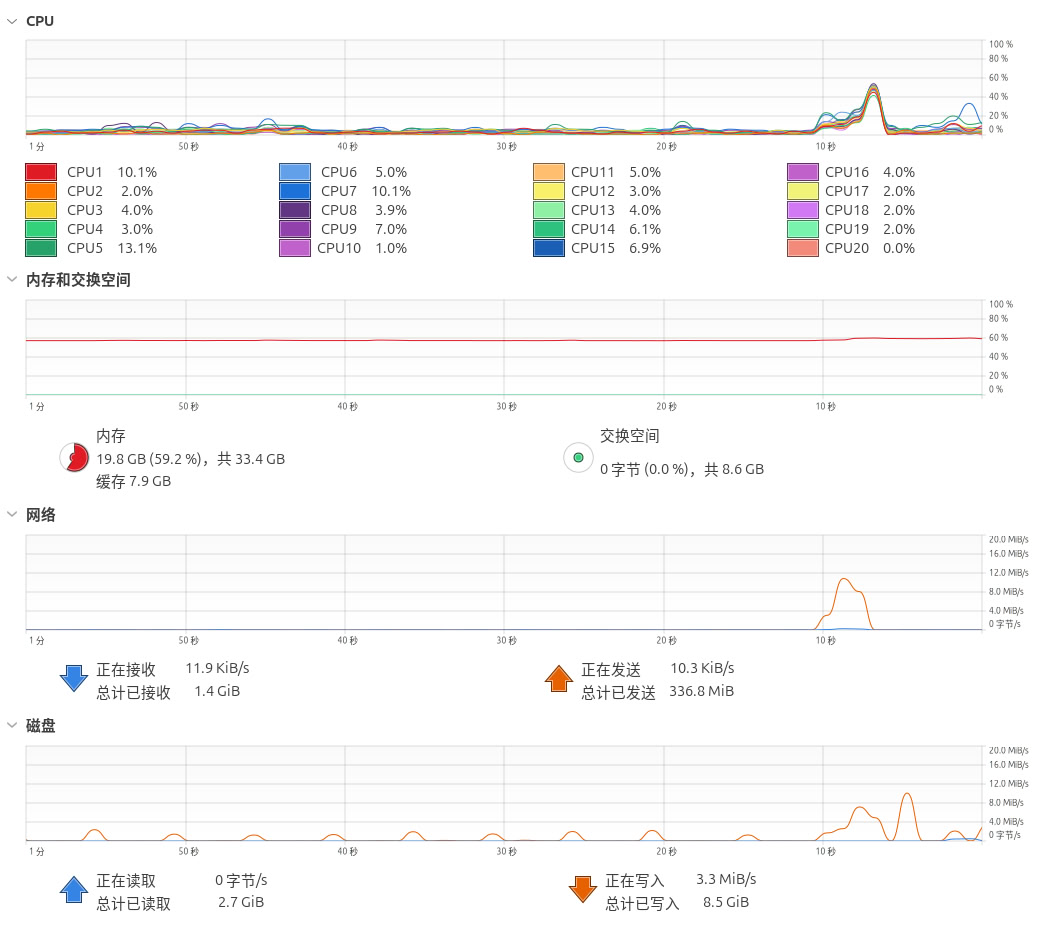 CPU
100 %
80 %
60 %
40 %
20 %
0 %
1 分 50 秒 40 秒 30 秒 20 秒 10 秒
CPU1 10.1% CPU6 5.0% CPU11 5.0% CPU16 4.0%
CPU2 2.0% CPU7 10.1% CPU12 3.0% CPU17 2.0%
CPU3 4.0% CPU8 3.9% CPU13 4.0% CPU18 2.0%
CPU4 3.0% CPU9 7.0% CPU14 6.1% CPU19 2.0%
CPU5 13.1% CPU10 1.0% CPU15 6.9% CPU20 0.0%
内存和交换空间
100 %
80 %
60 %
40 %
20 %
0 %
1 分 50 秒 40 秒 30 秒 20 秒 10 秒
内存
19.8 GB (59.2 %)，共 33.4 GB
缓存 7.9 GB
交换空间
0 字节 (0.0 %)，共 8.6 GB
网络
20.0 MiB/s
16.0 MiB/s
12.0 MiB/s
8.0 MiB/s
4.0 MiB/s
0 字节/s
1 分 50 秒 40 秒 30 秒 20 秒 10 秒
正在接收 11.9 KiB/s 正在发送 10.3 KiB/s
总计已接收 1.4 GiB 总计已发送 336.8 MiB
磁盘
20.0 MiB/s
16.0 MiB/s
12.0 MiB/s
8.0 MiB/s
4.0 MiB/s
0 字节/s
1 分 50 秒 40 秒 30 秒 20 秒 10 秒
正在读取 0 字节/s 正在写入 3.3 MiB/s
总计已读取 2.7 GiB 总计已写入 8.5 GiB